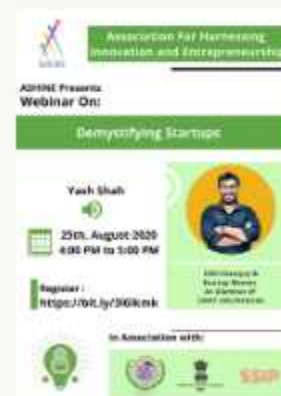 Association For Harnessing
Innovation and Entrepreneurship
ADHINE Presents
Webinar On:
Demystifying Startups
Yash Shah
25th, August 2020
4:00 PM to 5:00 PM
Register :
In Association with:
SSIP